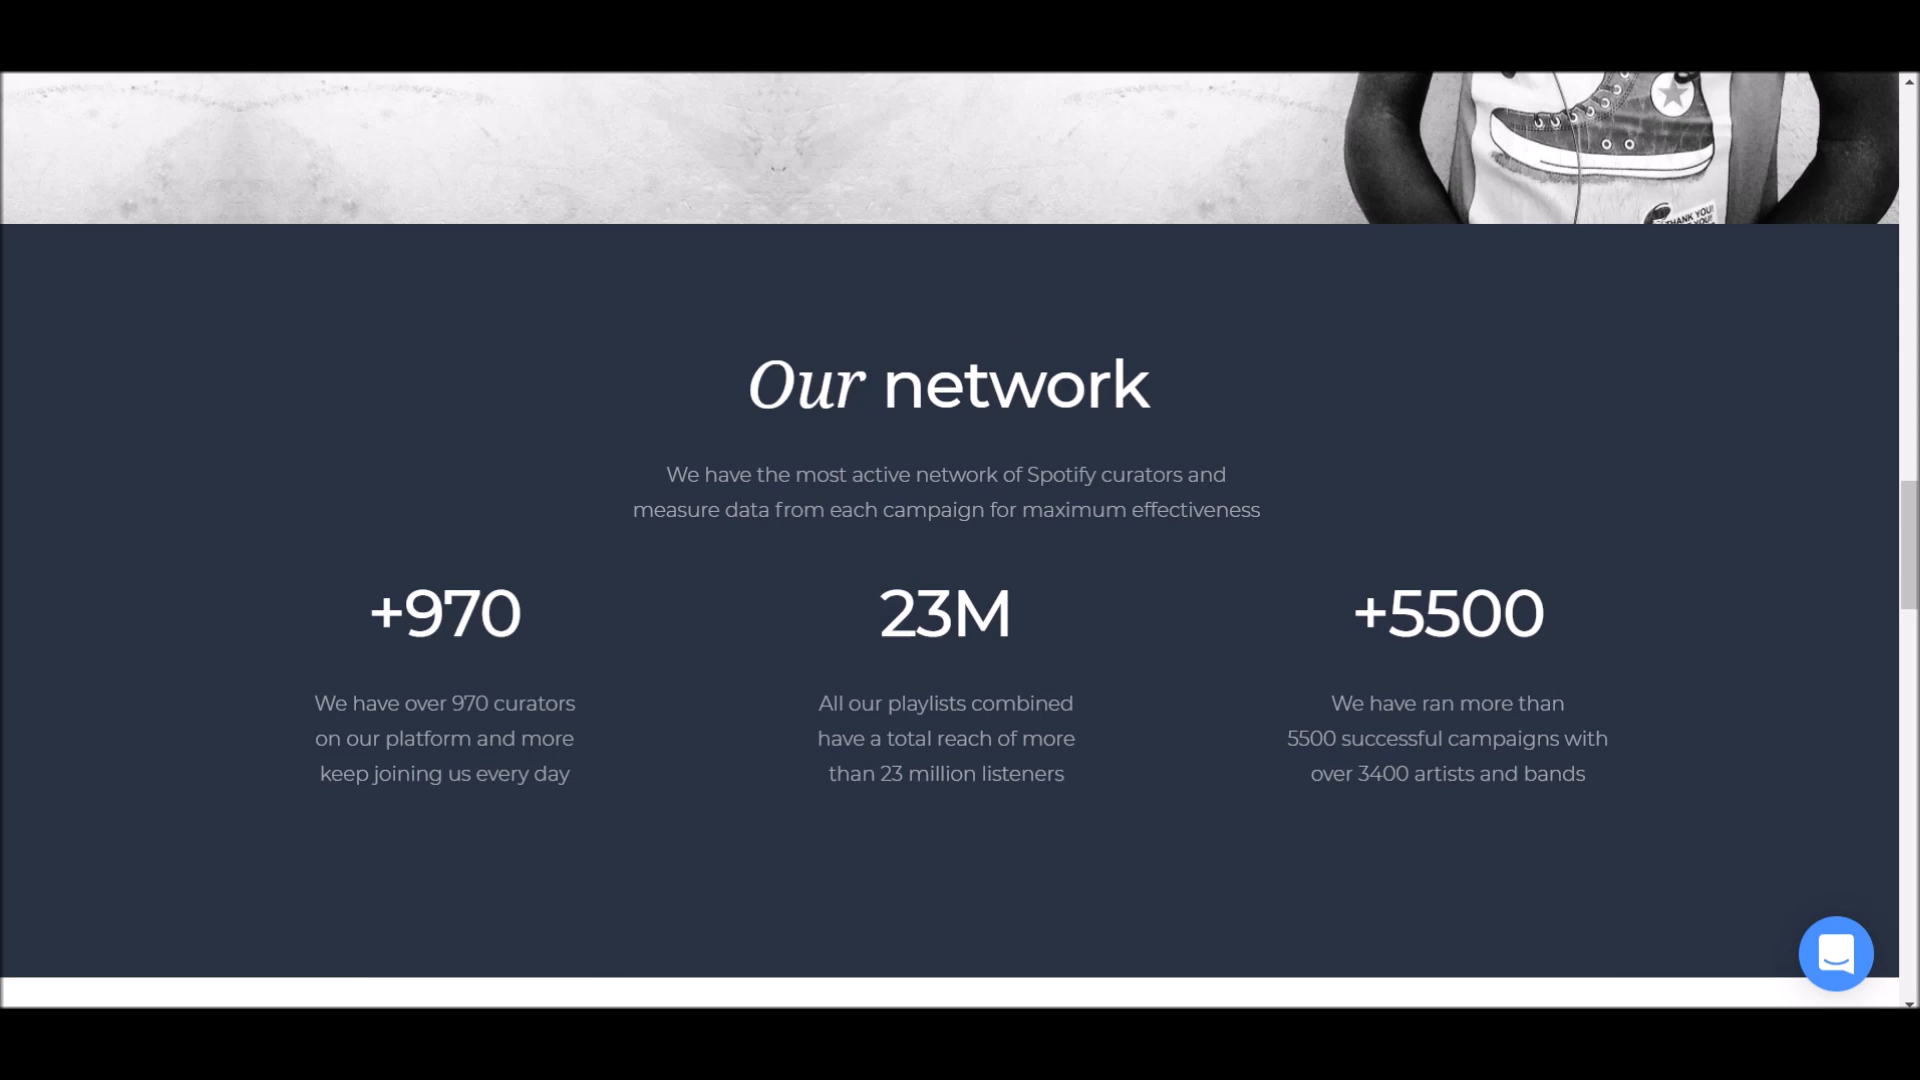 THANK YOU!
YOU!
Our network
We have the most active network of Spotify curators and
measure data from each campaign for maximum effectiveness
+970
23M
+5500
We have over 970 curators
on our platform and more
keep joining us every day
All our playlists combined
have a total reach of more
than 23 million listeners
We have ran more than
5500 successful campaigns with
over 3400 artists and bands